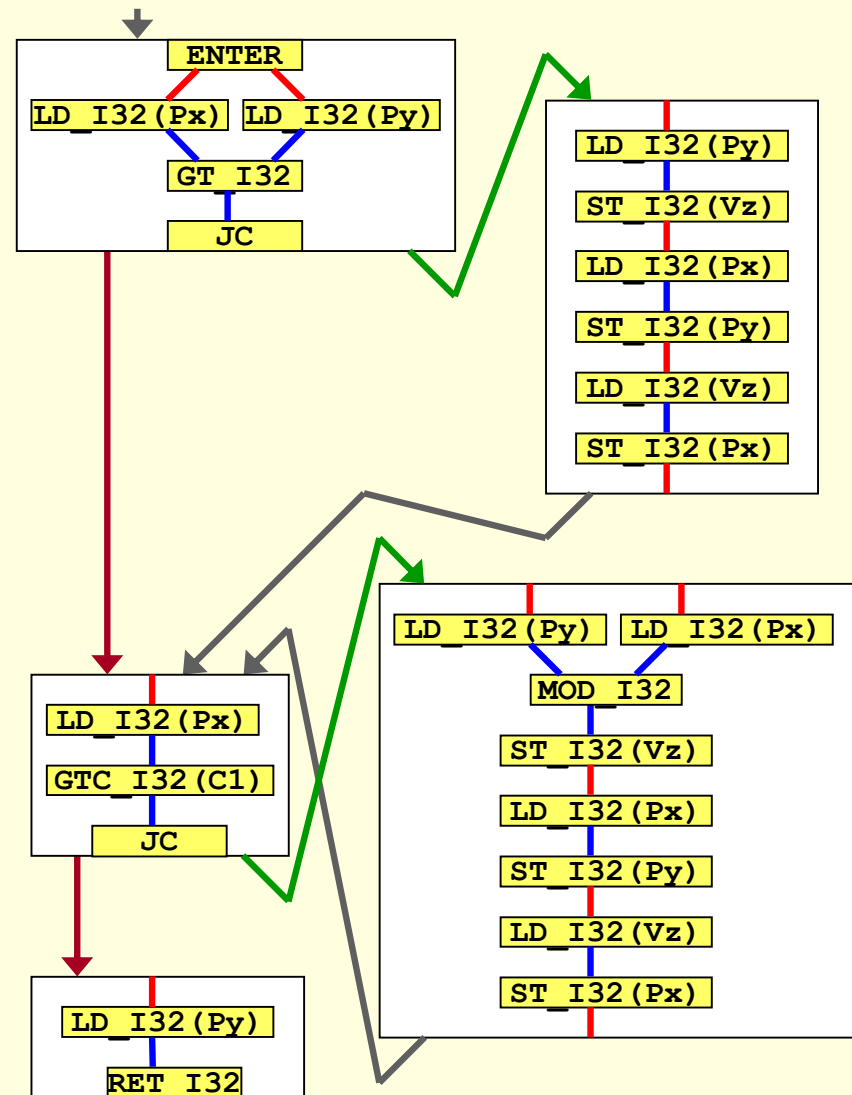 ENTER
LD_I32(Px) LD_I32(Py)
GT_I32
JC
LD_I32(Py)
ST_I32(Vz)
LD_I32(Px)
ST_I32(Py)
LD_I32(Vz)
ST_I32(Px)
LD_I32(Px)
GTC_I32(C1)
JC
LD_I32(Py) LD_I32(Px)
MOD_I32
ST_I32(Vz)
LD_I32(Px)
ST_I32(Py)
LD_I32(Vz)
ST_I32(Px)
LD_I32(Py)
RET_I32